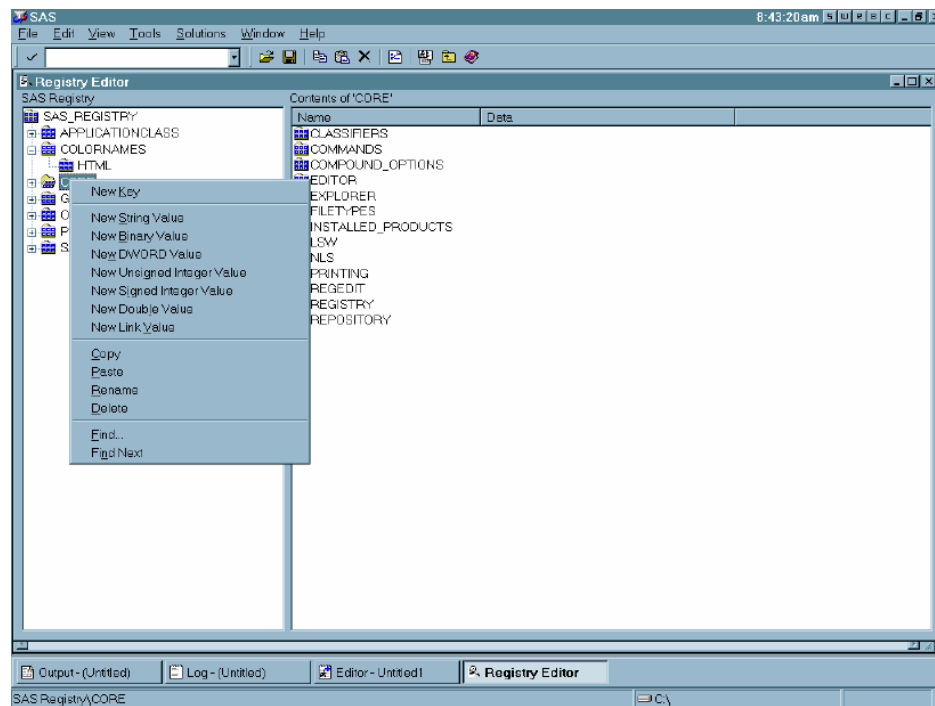 SAS 8:43:20am
File Edit View Tools Solutions Window Help
Registry Editor
SAS Registry
Contents of 'CORE'
SAS_REGISTRY
APPLICATIONCLASS
COLORNAMES
HTML
G
O
P
S
New Key
New String Value
New Binary Value
New DWORD Value
New Unsigned Integer Value
New Signed Integer Value
New Double Value
New Link Value
Copy
Paste
Rename
Delete
Find...
Find Next
Name Data
CLASSIFIERS
COMMANDS
COMPOUND_OPTIONS
EDITOR
EXPLORER
FILETYPES
INSTALLED_PRODUCTS
LSW
NLS
PRINTING
REGEDIT
REGISTRY
REPOSITORY
Output - (Untitled) Log - (Untitled) Editor - Untitled1 Registry Editor
SAS Registry\CORE C:\